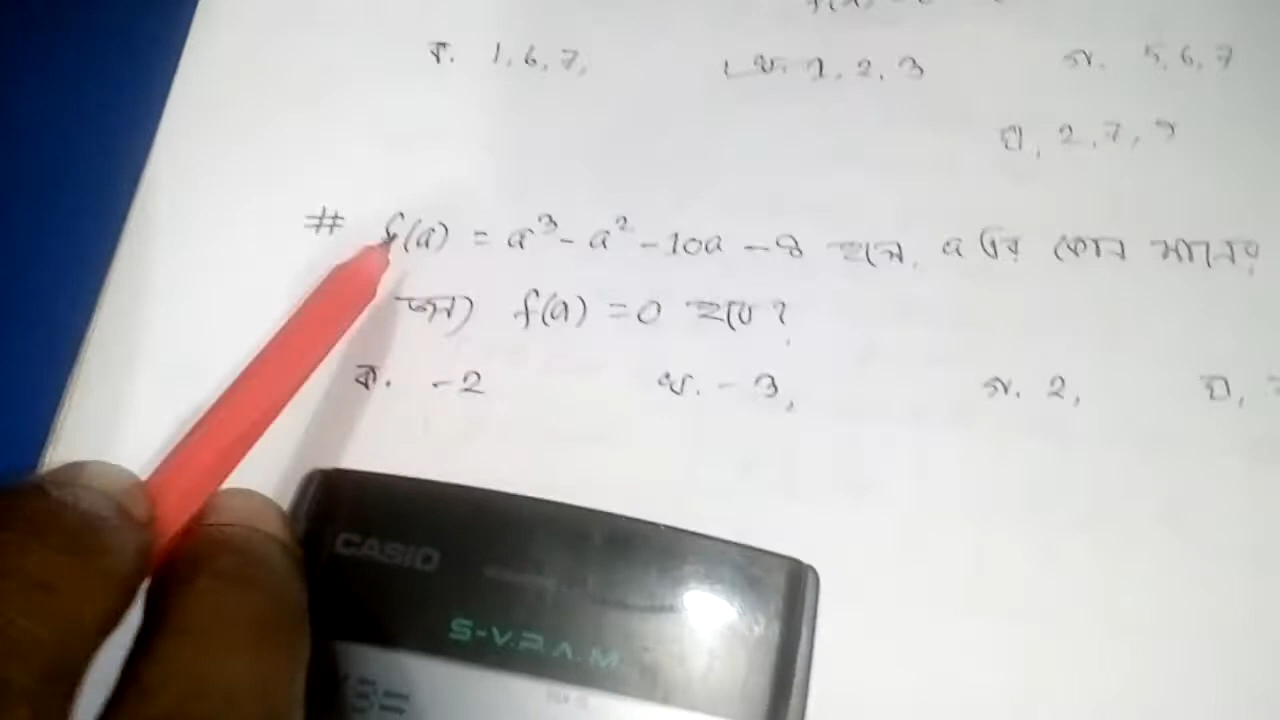 ক. 1, 6, 7,
খ. 1, 2, 3
গ. 5, 6, 7
ঘ, 2, 7, 9
# f(a) = a³ - a² - 10a - 8 হলে, a এর কোন মানের
জন্য f(a) = 0 হবে?
ক. -2
খ. - 3,
গ. 2,
ঘ,
CASIO
S-V.P.A.M